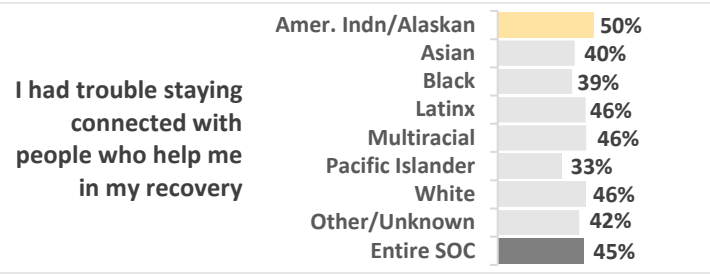 I had trouble staying
connected with
people who help me
in my recovery
Amer. Indn/Alaskan 50%
Asian 40%
Black 39%
Latinx 46%
Multiracial 46%
Pacific Islander 33%
White 46%
Other/Unknown 42%
Entire SOC 45%